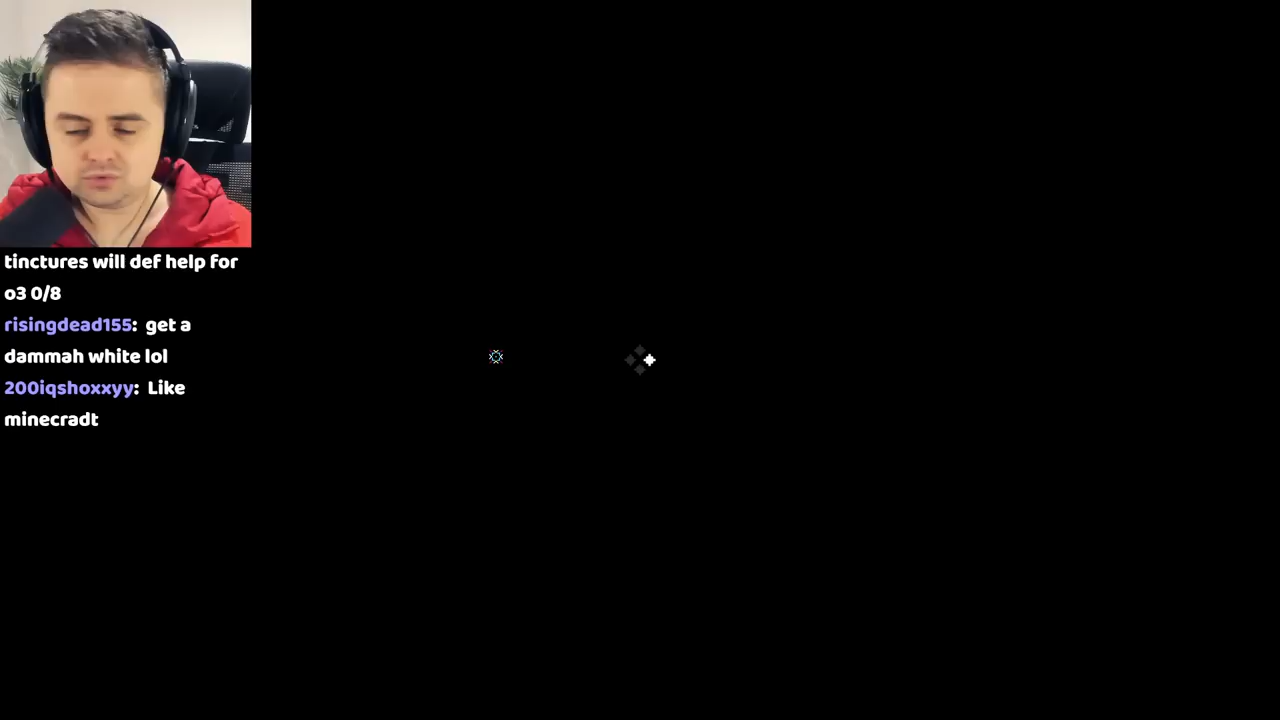 tinctures will def help for
o3 0/8
risingdead155: get a
dammah white lol
200iqshoxxyy: Like
minecradt